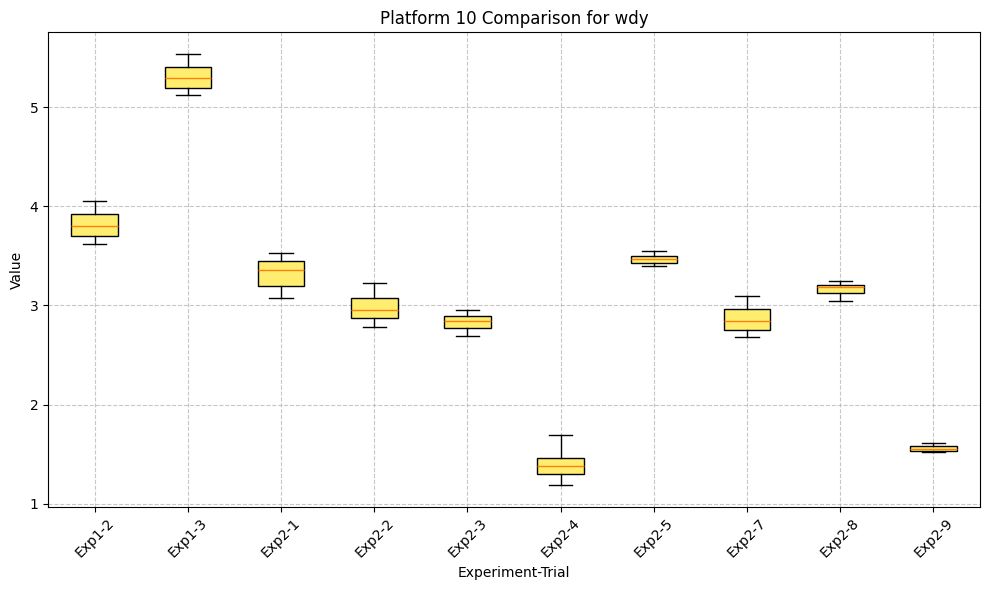 Platform 10 Comparison for wdy
Value
5
4
3
2
1
Exp1-2
Exp1-3
Exp2-1
Exp2-2
Exp2-3
Exp2-4
Exp2-5
Exp2-7
Exp2-8
Exp2-9
Experiment-Trial